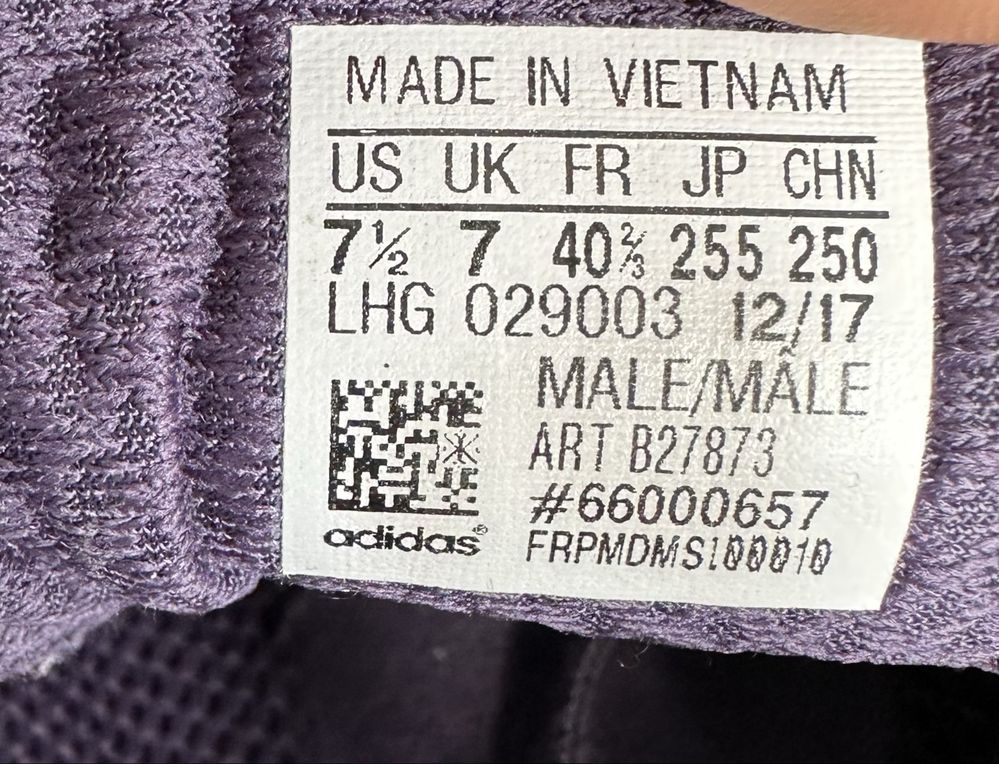 MADE IN VIETNAM
US UK FR JP CHN
7½ 7 40⅔ 255 250
LHG 029003 12/17
MALE/MÂLE
ART B27873
#66000657
adidas® FRPMDMS100010